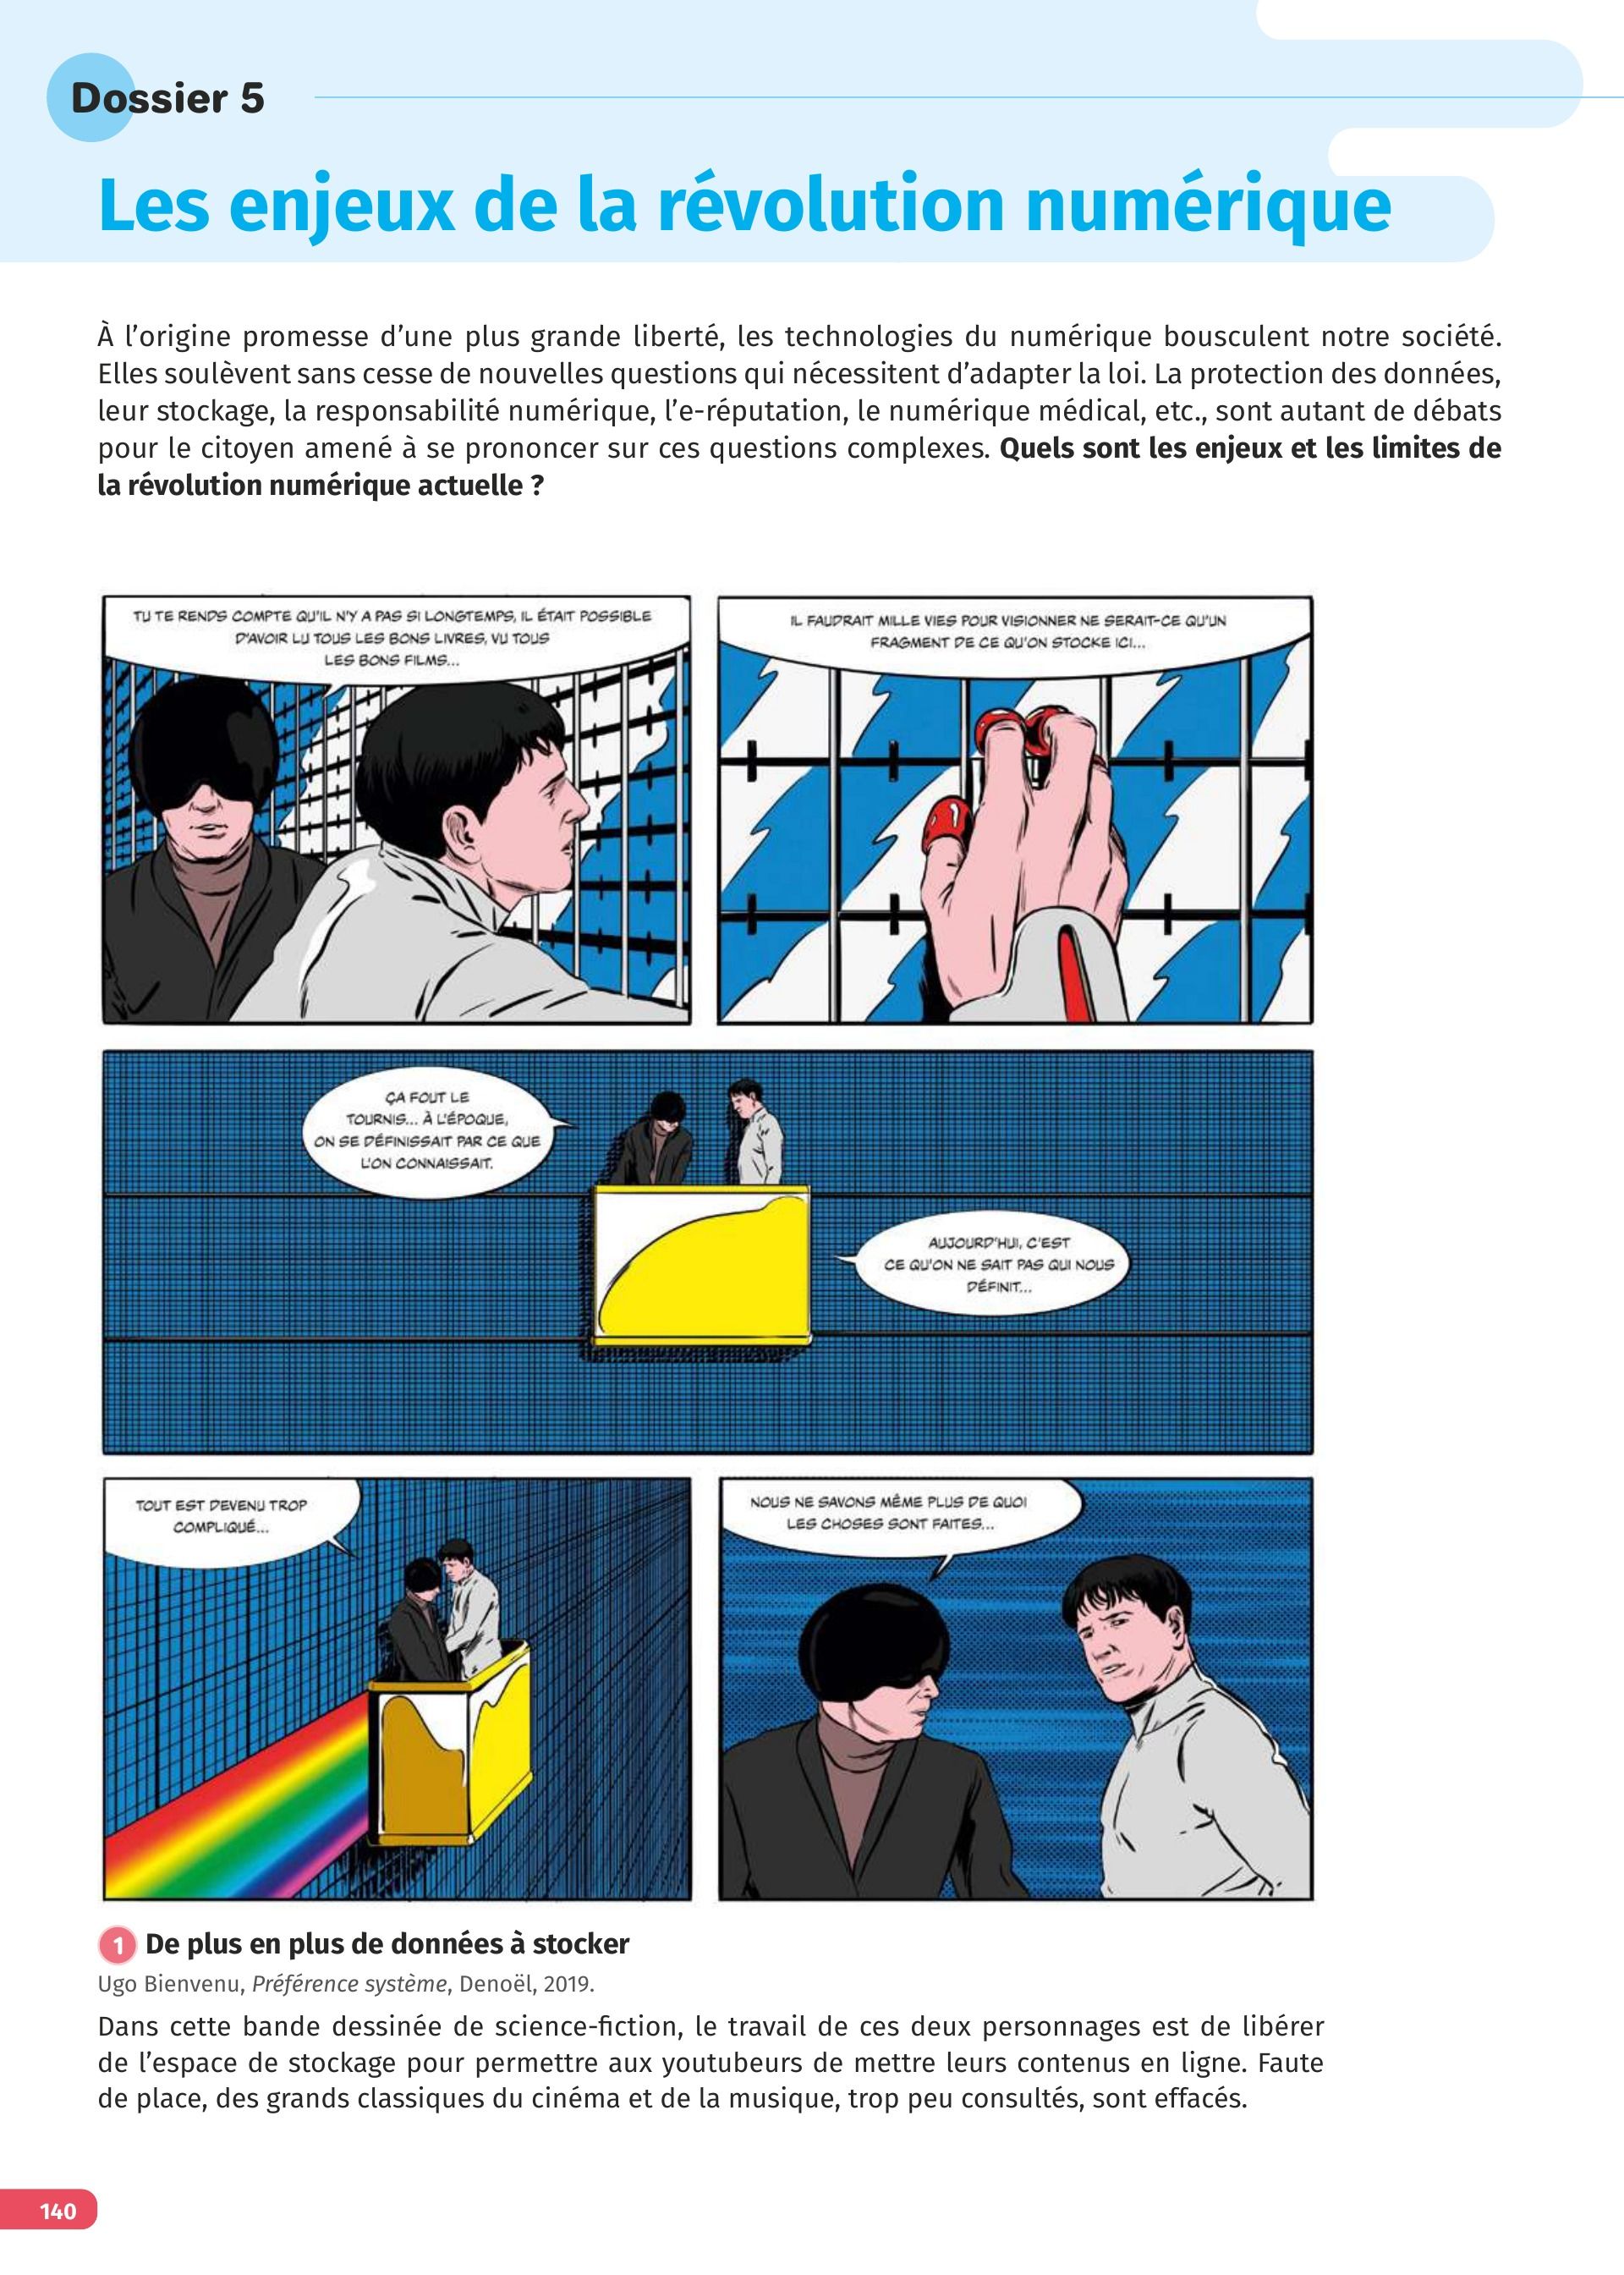 Dossier 5
Les enjeux de la révolution numérique
À l’origine promesse d’une plus grande liberté, les technologies du numérique bousculent notre société.
Elles soulèvent sans cesse de nouvelles questions qui nécessitent d’adapter la loi. La protection des données,
leur stockage, la responsabilité numérique, l’e-réputation, le numérique médical, etc., sont autant de débats
pour le citoyen amené à se prononcer sur ces questions complexes. Quels sont les enjeux et les limites de
la révolution numérique actuelle ?
TU TE RENDS COMPTE QU'IL N'Y A PAS SI LONGTEMPS, IL ÉTAIT POSSIBLE
D'AVOIR LU TOUS LES BONS LIVRES, VU TOUS
LES BONS FILMS...
IL FAUDRAIT MILLE VIES POUR VISIONNER NE SERAIT-CE QU'UN
FRAGMENT DE CE QU'ON STOCKE ICI...
ÇA FOUT LE
TOURNIS... À L'ÉPOQUE,
ON SE DÉFINISSAIT PAR CE QUE
L'ON CONNAISSAIT.
AUJOURD'HUI, C'EST
CE QU'ON NE SAIT PAS QUI NOUS
DÉFINIT...
TOUT EST DEVENU TROP
COMPLIQUÉ...
NOUS NE SAVONS MÊME PLUS DE QUOI
LES CHOSES SONT FAITES...
1 De plus en plus de données à stocker
Ugo Bienvenu, Préférence système, Denoël, 2019.
Dans cette bande dessinée de science-fiction, le travail de ces deux personnages est de libérer
de l’espace de stockage pour permettre aux youtubeurs de mettre leurs contenus en ligne. Faute
de place, des grands classiques du cinéma et de la musique, trop peu consultés, sont effacés.
140